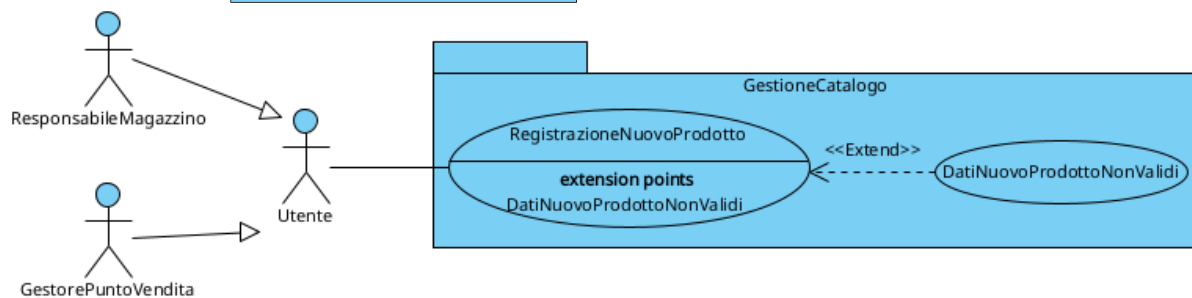 ResponsabileMagazzino
GestorePuntoVendita
Utente
GestioneCatalogo
RegistrazioneNuovoProdotto
extension points
DatiNuovoProdottoNonValidi
<<Extend>>
DatiNuovoProdottoNonValidi